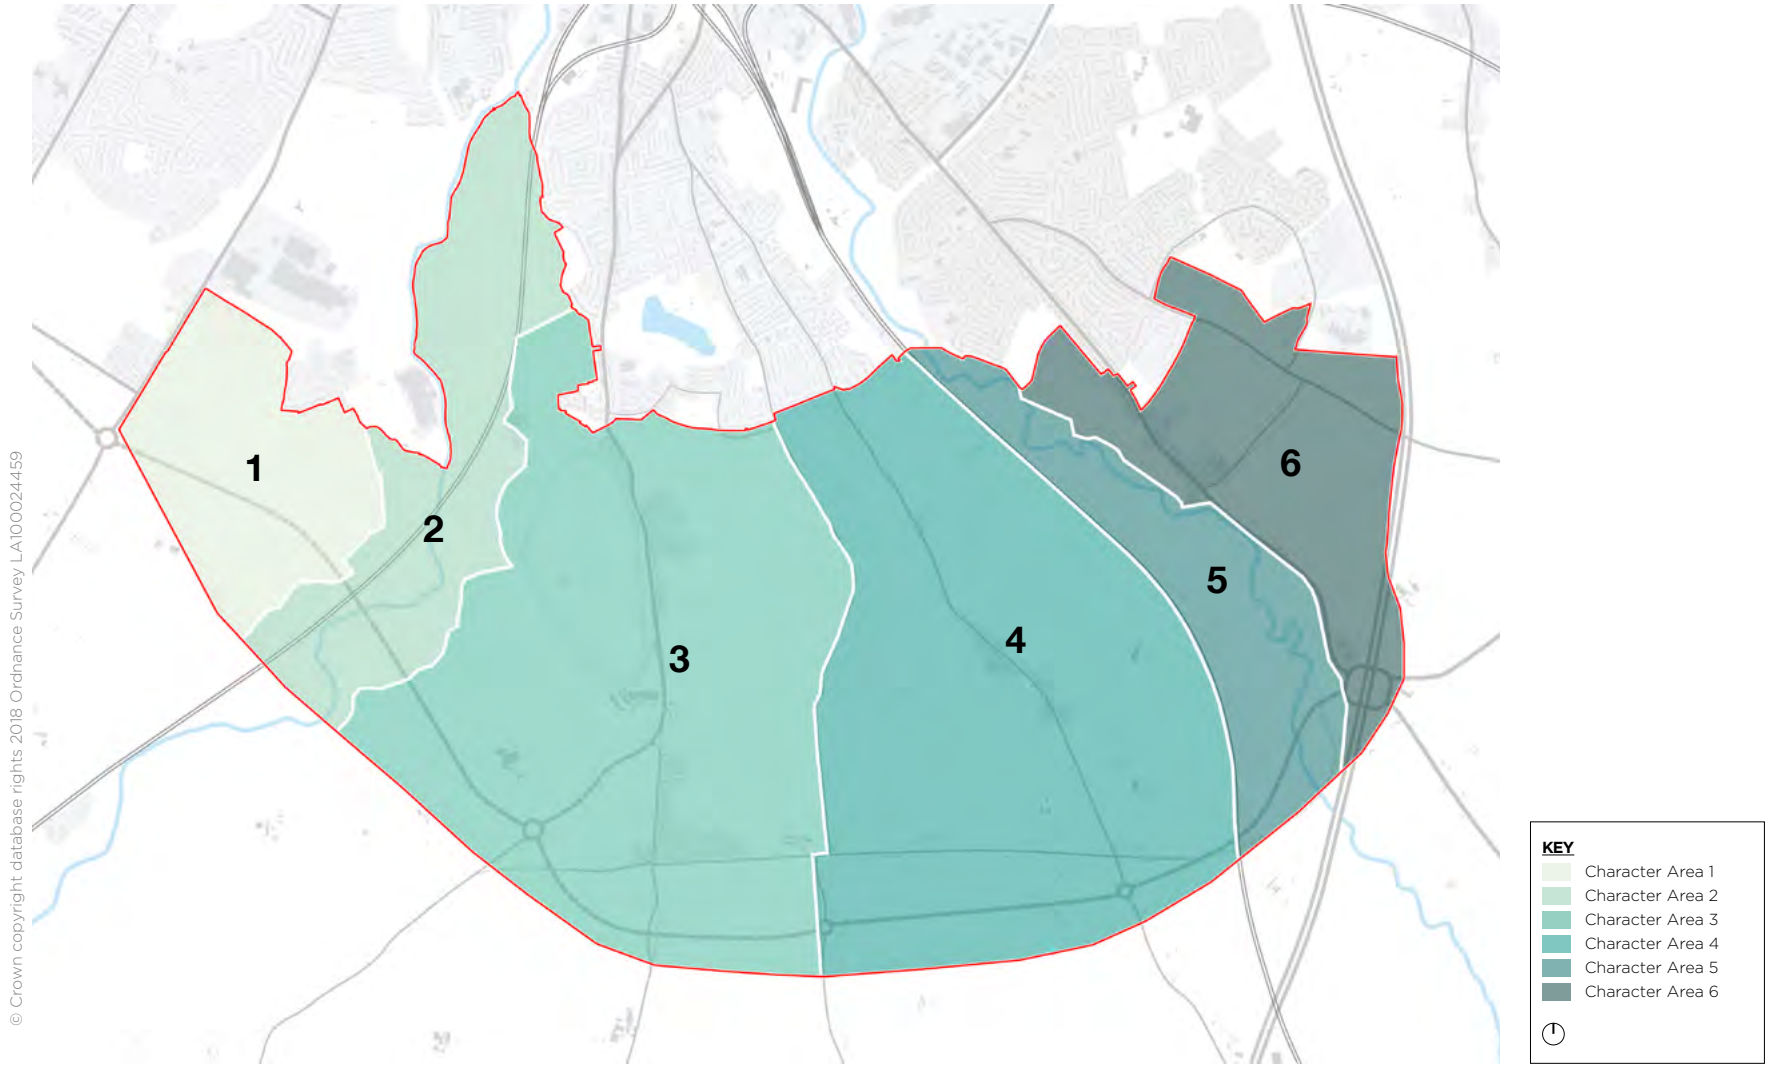 © Crown copyright database rights 2018 Ordnance Survey LA100024459
1
2
3
4
5
6
KEY
Character Area 1
Character Area 2
Character Area 3
Character Area 4
Character Area 5
Character Area 6